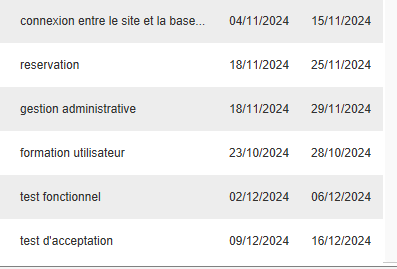 connexion entre le site et la base... 04/11/2024 15/11/2024
reservation 18/11/2024 25/11/2024
gestion administrative 18/11/2024 29/11/2024
formation utilisateur 23/10/2024 28/10/2024
test fonctionnel 02/12/2024 06/12/2024
test d'acceptation 09/12/2024 16/12/2024